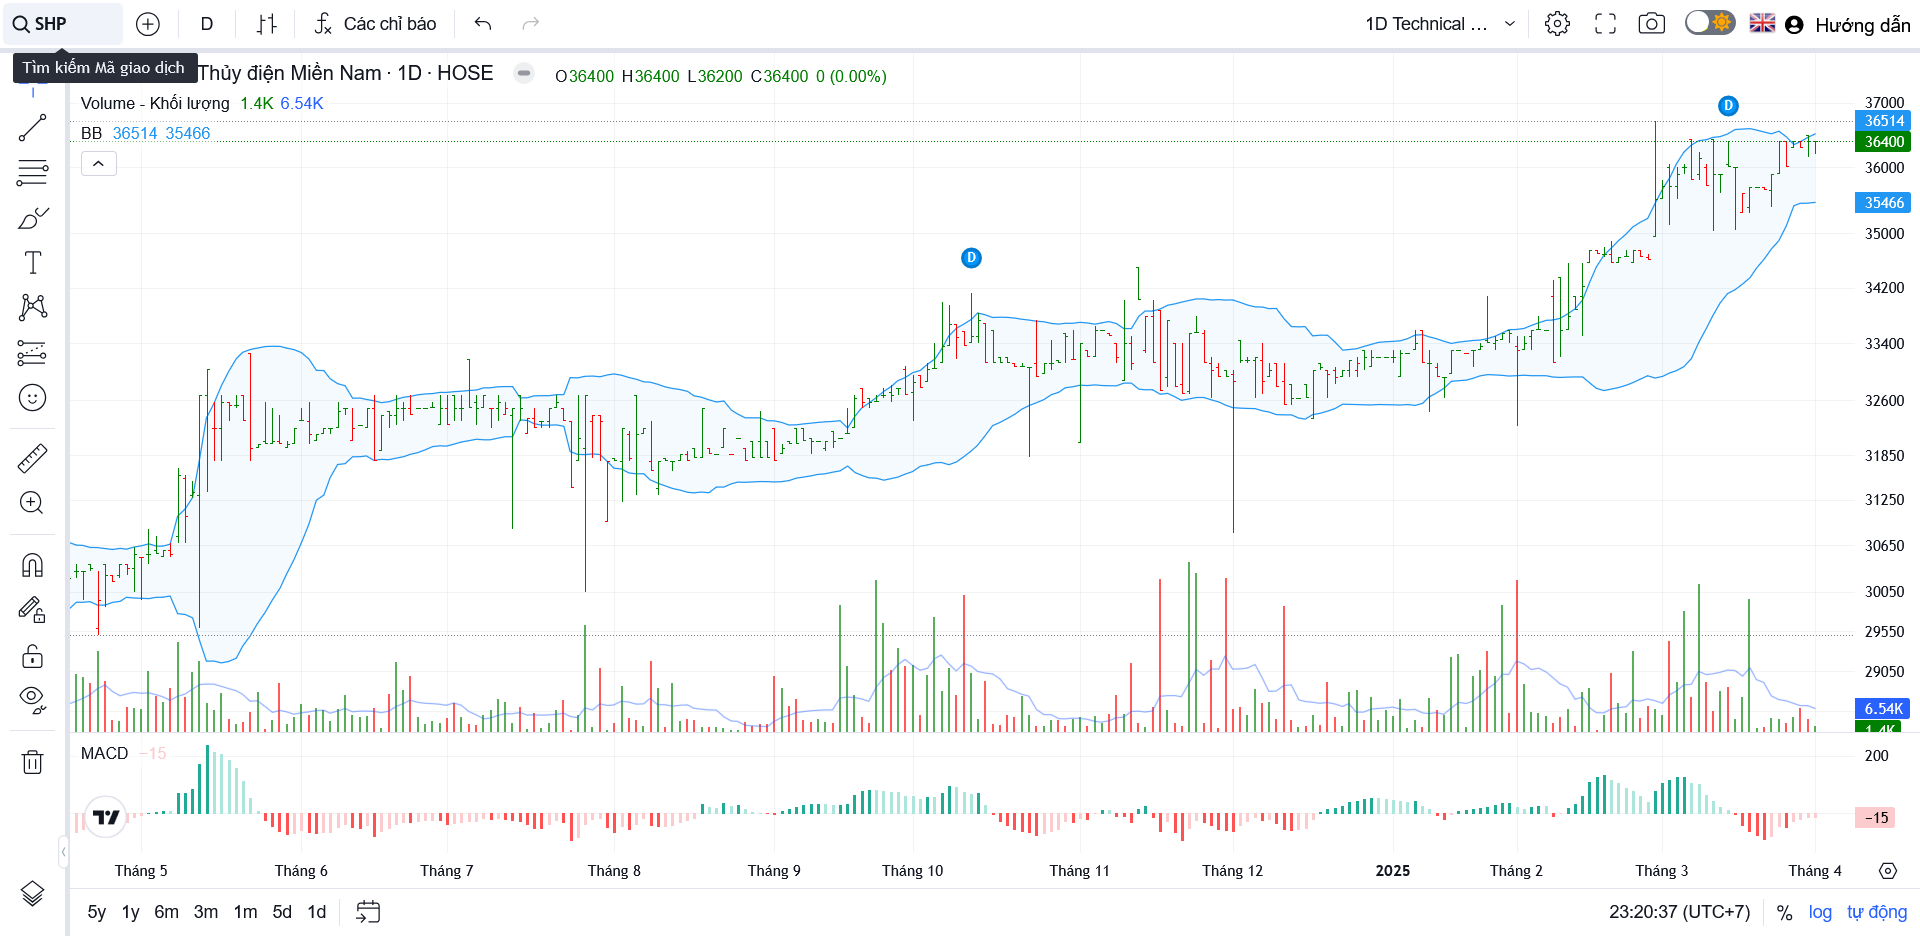 SHP
D
Các chỉ báo
1D Technical ...
Hướng dẫn
Tìm kiếm Mã giao dịch
Thủy điện Miền Nam · 1D · HOSE
O36400 H36400 L36200 C36400 0 (0.00%)
Volume - Khối lượng 1.4K 6.54K
BB 36514 35466
D
D
37000
36514
36400
36000
35466
35000
34200
33400
32600
31850
31250
30650
30050
29550
29050
6.54K
1.4K
MACD −15
200
−15
Tháng 5 Tháng 6 Tháng 7 Tháng 8 Tháng 9 Tháng 10 Tháng 11 Tháng 12 2025 Tháng 2 Tháng 3 Tháng 4
5y 1y 6m 3m 1m 5d 1d
23:20:37 (UTC+7) % log tự động